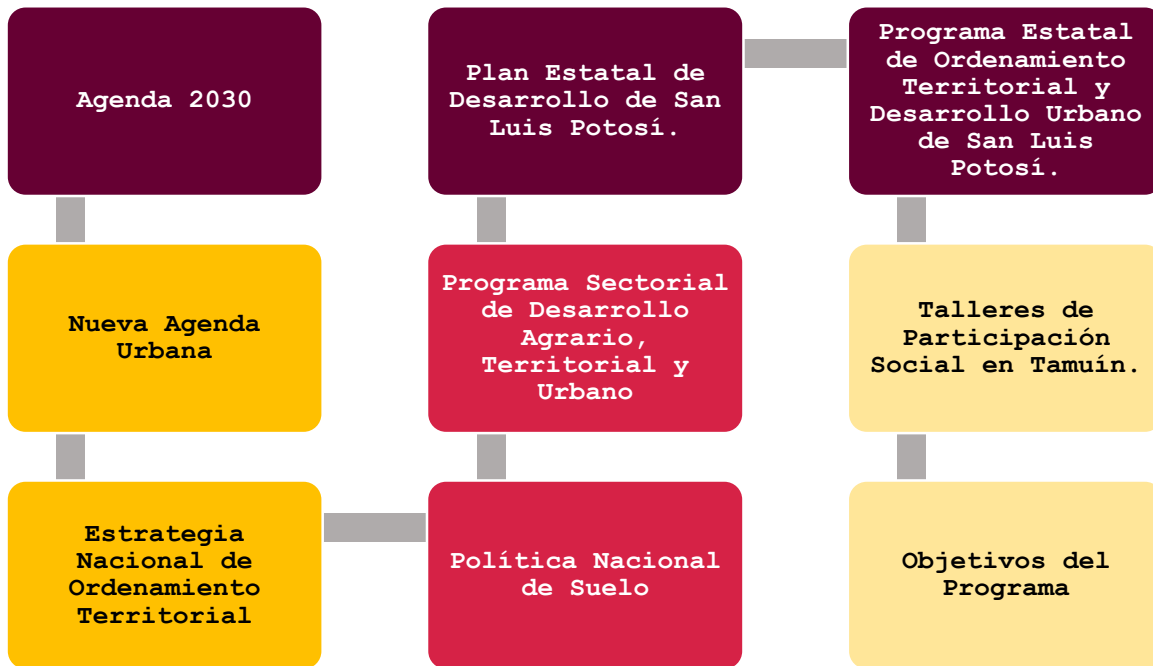 Agenda 2030
Nueva Agenda
Urbana
Estrategia
Nacional de
Ordenamiento
Territorial
Política Nacional
de Suelo
Programa Sectorial
de Desarrollo
Agrario,
Territorial y
Urbano
Plan Estatal de
Desarrollo de San
Luis Potosí.
Programa Estatal
de Ordenamiento
Territorial y
Desarrollo Urbano
de San Luis
Potosí.
Talleres de
Participación
Social en Tamuín.
Objetivos del
Programa